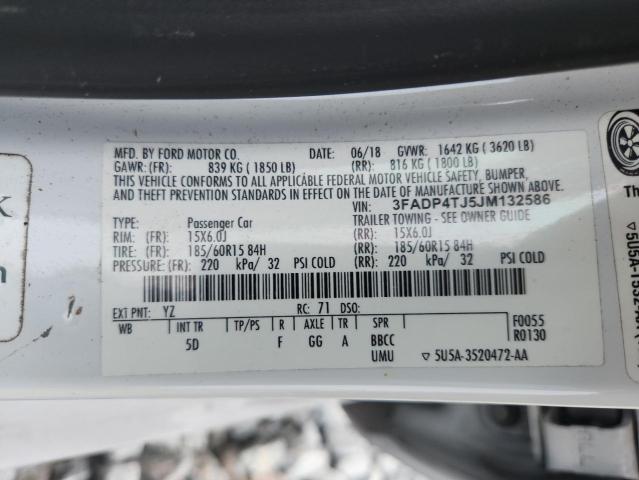 MFD. BY FORD MOTOR CO. DATE: 06/18 GVWR: 1642 KG ( 3620 LB)
GAWR: (FR): 839 KG ( 1850 LB) (RR): 816 KG ( 1800 LB)
THIS VEHICLE CONFORMS TO ALL APPLICABLE FEDERAL MOTOR VEHICLE SAFETY, BUMPER,
AND THEFT PREVENTION STANDARDS IN EFFECT ON THE DATE OF MANUFACTURE SHOWN ABOVE.
VIN: 3FADP4TJ5JM132586
TYPE: Passenger Car TRAILER TOWING - SEE OWNER GUIDE
RIM: (FR): 15X6.0J (RR): 15X6.0J
TIRE: (FR): 185/60R15 84H (RR): 185/60R15 84H
PRESSURE: (FR): 220 kPa/ 32 PSI COLD (RR): 220 kPa/ 32 PSI COLD
EXT PNT: YZ RC: 71 DSO:
WB INT TR TP/PS R AXLE TR SPR F0055
5D F GG A BBCC R0130
UMU ▽ 5U5A-3520472-AA
The